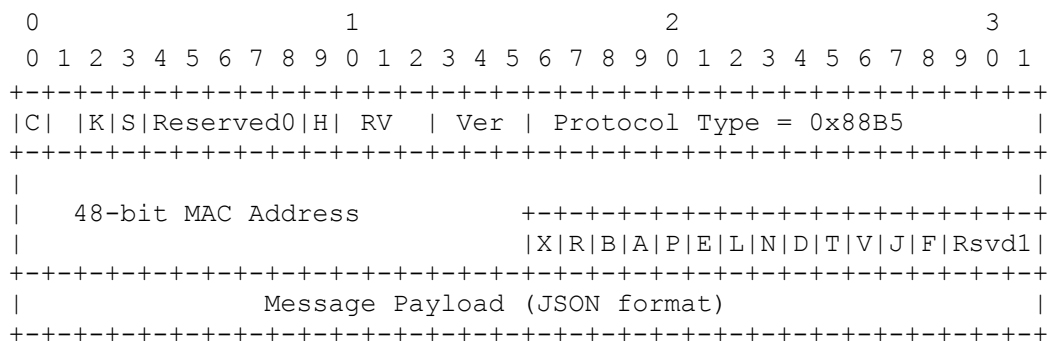 0                   1                   2                   3
 0 1 2 3 4 5 6 7 8 9 0 1 2 3 4 5 6 7 8 9 0 1 2 3 4 5 6 7 8 9 0 1
+-+-+-+-+-+-+-+-+-+-+-+-+-+-+-+-+-+-+-+-+-+-+-+-+-+-+-+-+-+-+-+-+
|C| |K|S|Reserved0|H| RV  | Ver | Protocol Type = 0x88B5        |
+-+-+-+-+-+-+-+-+-+-+-+-+-+-+-+-+-+-+-+-+-+-+-+-+-+-+-+-+-+-+-+-+
|                                                               |
|   48-bit MAC Address          +-+-+-+-+-+-+-+-+-+-+-+-+-+-+-+-+
|                               |X|R|B|A|P|E|L|N|D|T|V|J|F|Rsvd1|
+-+-+-+-+-+-+-+-+-+-+-+-+-+-+-+-+-+-+-+-+-+-+-+-+-+-+-+-+-+-+-+-+
|               Message Payload (JSON format)                   |
+-+-+-+-+-+-+-+-+-+-+-+-+-+-+-+-+-+-+-+-+-+-+-+-+-+-+-+-+-+-+-+-+